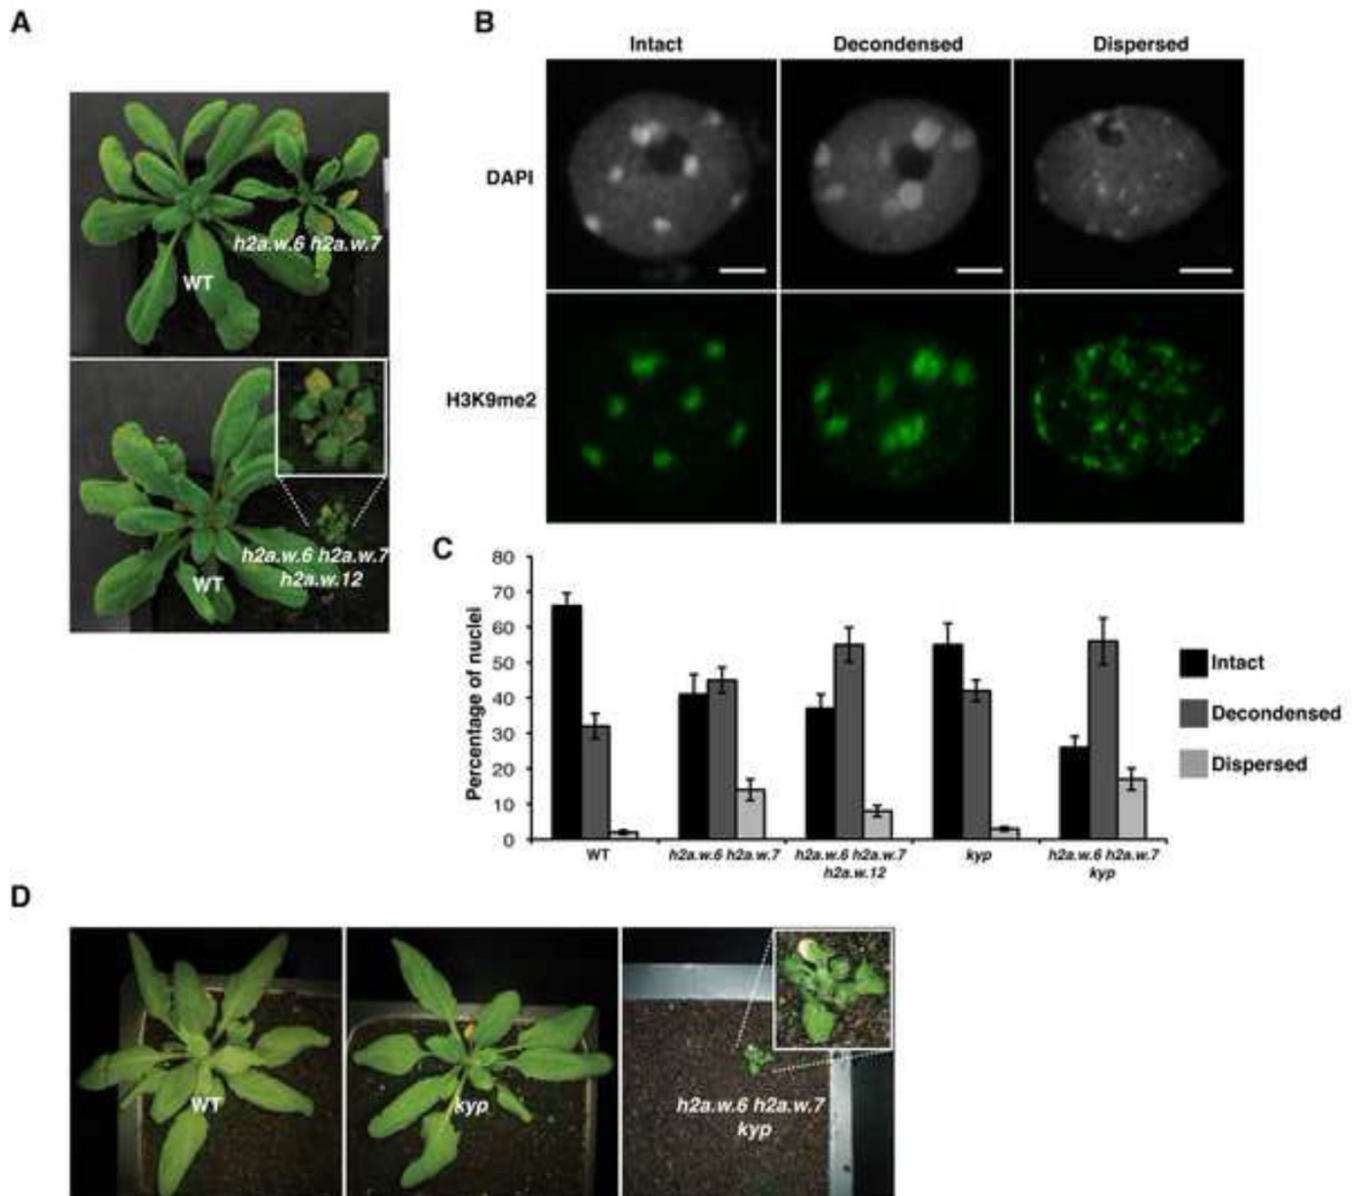 A
B
Intact Decondensed Dispersed
DAPI
H3K9me2
h2a.w.6 h2a.w.7
WT
h2a.w.6 h2a.w.7
h2a.w.12
WT
C
Percentage of nuclei
80
70
60
50
40
30
20
10
0
WT h2a.w.6 h2a.w.7 h2a.w.6 h2a.w.7 kyp h2a.w.6 h2a.w.7
h2a.w.12 kyp
Intact
Decondensed
Dispersed
D
WT
kyp
h2a.w.6 h2a.w.7
kyp